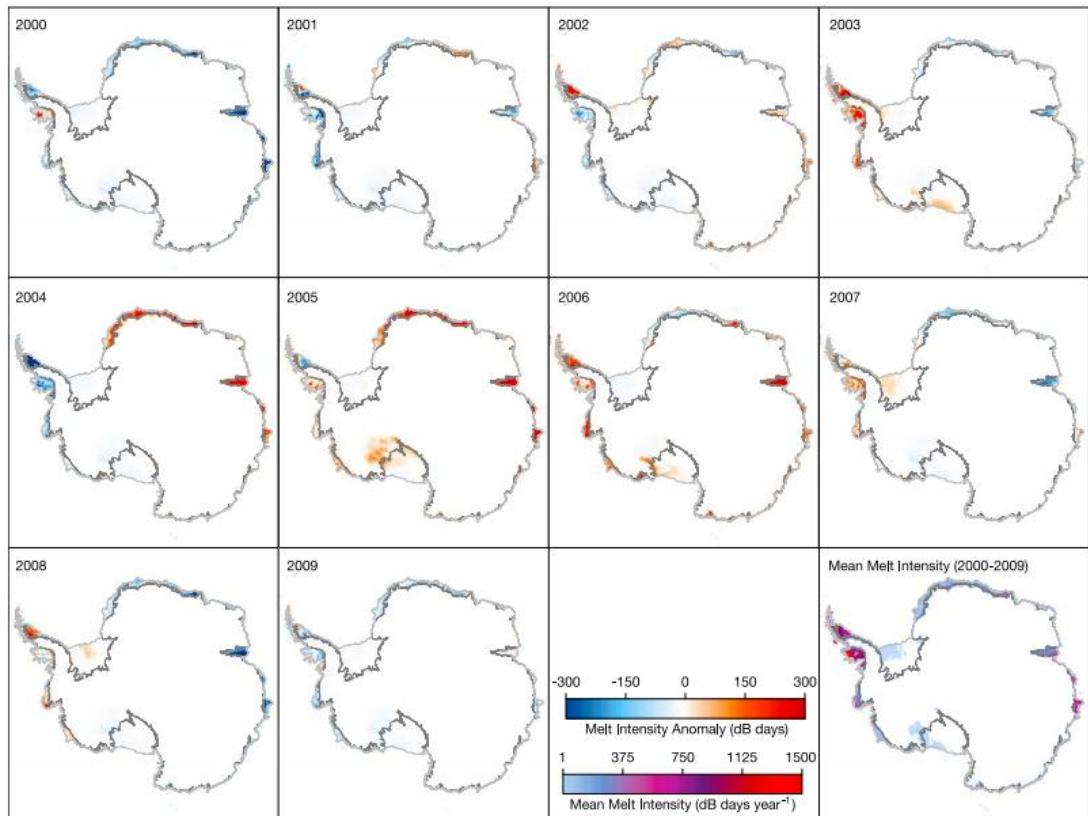 2000
2001
2002
2003
2004
2005
2006
2007
2008
2009
Mean Melt Intensity (2000-2009)
-300 -150 0 150 300
Melt Intensity Anomaly (dB days)
1 375 750 1125 1500
Mean Melt Intensity (dB days year⁻¹)